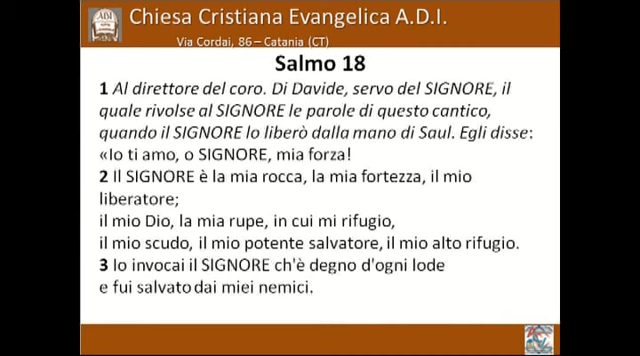 Chiesa Cristiana Evangelica A.D.I.
Via Cordai, 86 – Catania (CT)
Salmo 18
1 Al direttore del coro. Di Davide, servo del SIGNORE, il
quale rivolse al SIGNORE le parole di questo cantico,
quando il SIGNORE lo liberò dalla mano di Saul. Egli disse:
«Io ti amo, o SIGNORE, mia forza!
2 Il SIGNORE è la mia rocca, la mia fortezza, il mio
liberatore;
il mio Dio, la mia rupe, in cui mi rifugio,
il mio scudo, il mio potente salvatore, il mio alto rifugio.
3 Io invocai il SIGNORE ch'è degno d'ogni lode
e fui salvato dai miei nemici.